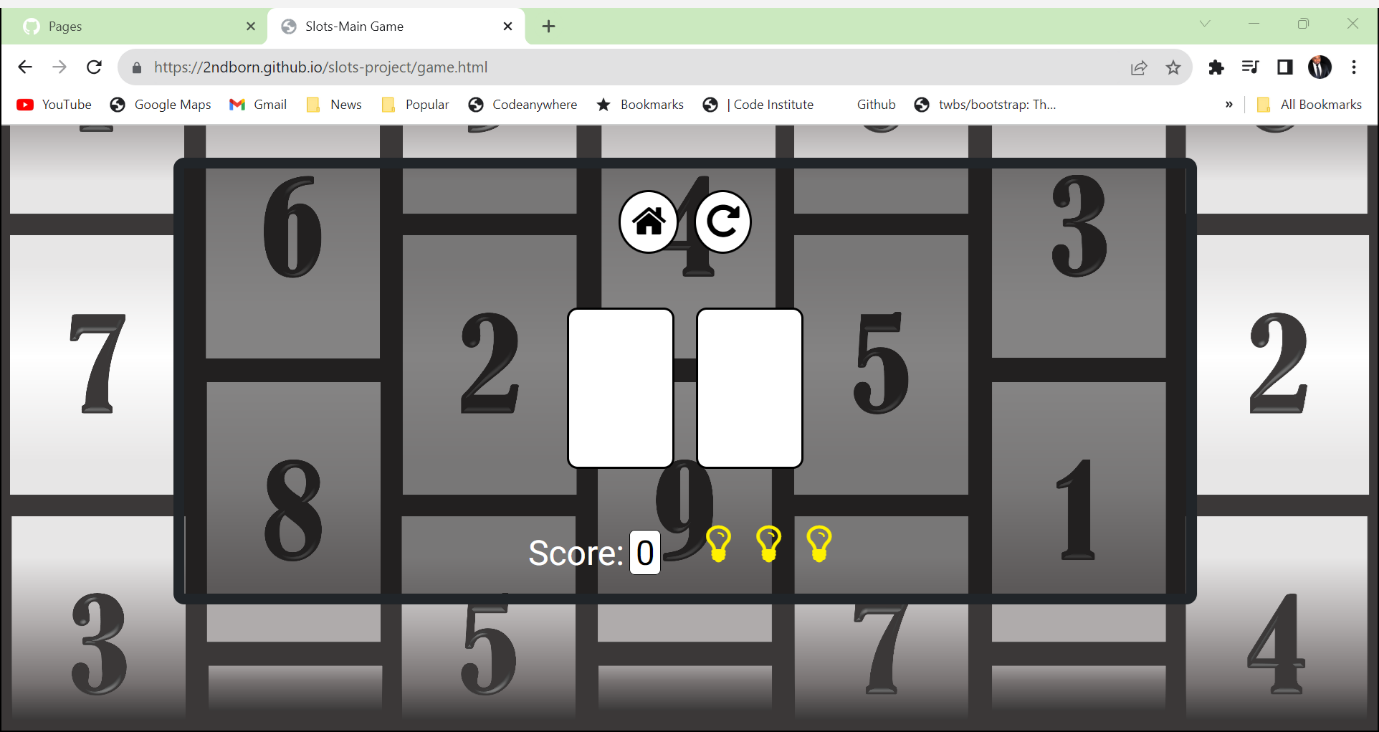 Pages Slots-Main Game
https://2ndborn.github.io/slots-project/game.html
YouTube Google Maps Gmail News Popular Codeanywhere Bookmarks | Code Institute Github twbs/bootstrap: Th... » All Bookmarks
6 4 3
7 2 5 2
8 9 1
Score: 0
3 5 7 4